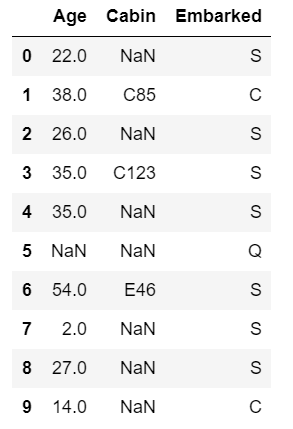 Age Cabin Embarked
0 22.0 NaN S
1 38.0 C85 C
2 26.0 NaN S
3 35.0 C123 S
4 35.0 NaN S
5 NaN NaN Q
6 54.0 E46 S
7 2.0 NaN S
8 27.0 NaN S
9 14.0 NaN C